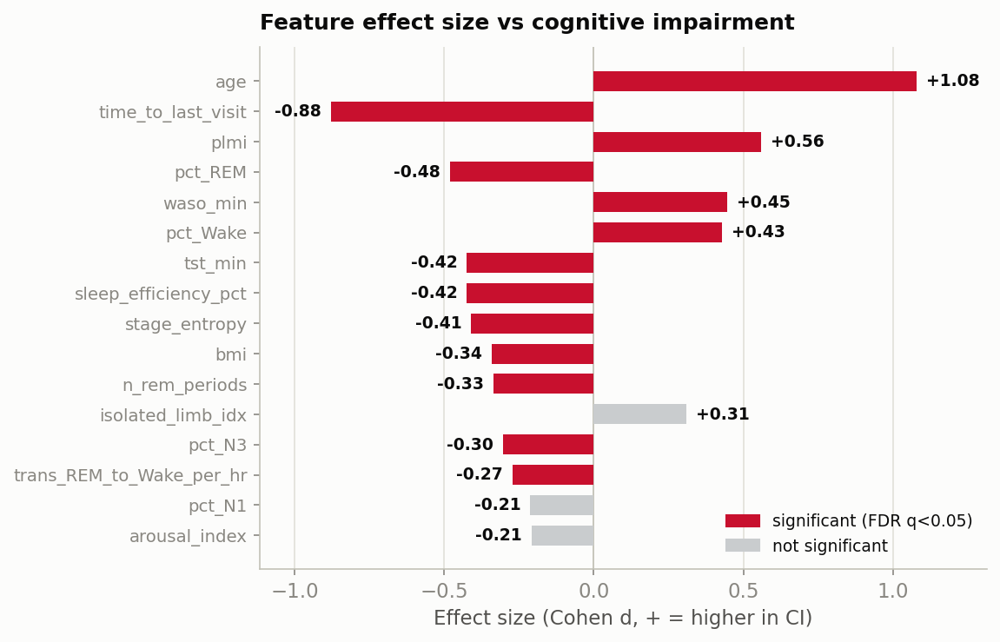 Feature effect size vs cognitive impairment
age +1.08
time_to_last_visit -0.88
plmi +0.56
pct_REM -0.48
waso_min +0.45
pct_Wake +0.43
tst_min -0.42
sleep_efficiency_pct -0.42
stage_entropy -0.41
bmi -0.34
n_rem_periods -0.33
isolated_limb_idx +0.31
pct_N3 -0.30
trans_REM_to_Wake_per_hr -0.27
pct_N1 -0.21
arousal_index -0.21
significant (FDR q<0.05)
not significant
−1.0 −0.5 0.0 0.5 1.0
Effect size (Cohen d, + = higher in CI)